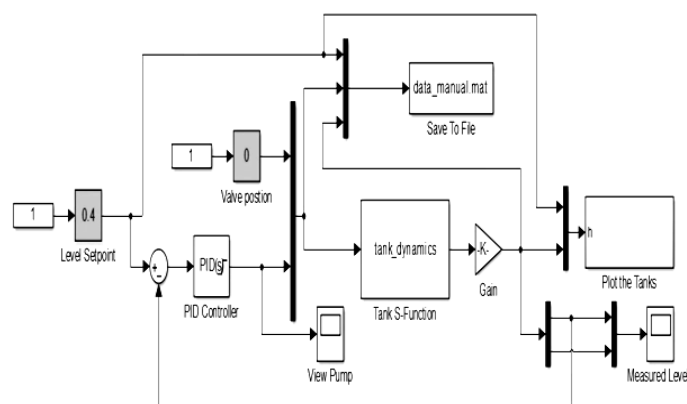 data_manual.mat
Save To File
1
0
Valve postion
1
0.4
Level Setpoint
+
-
PID(s)
PID Controller
tank_dynamics
Tank S-Function
-K-
Gain
h
Plot the Tanks
View Pump
Measured Leve